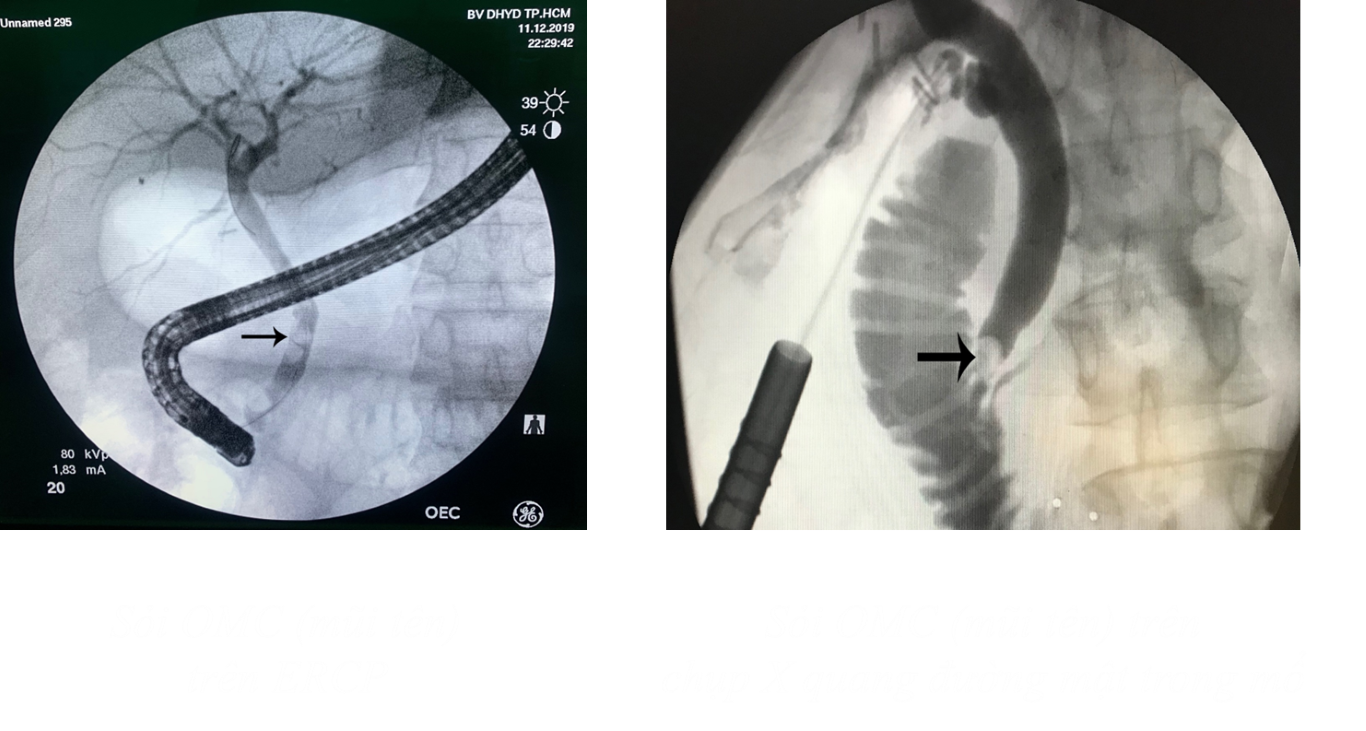 Unnamed 295
BV DHYD TP.HCM
11.12.2019
22:29:42
39
54
80 kVp
1,83 mA
20
OEC
GE